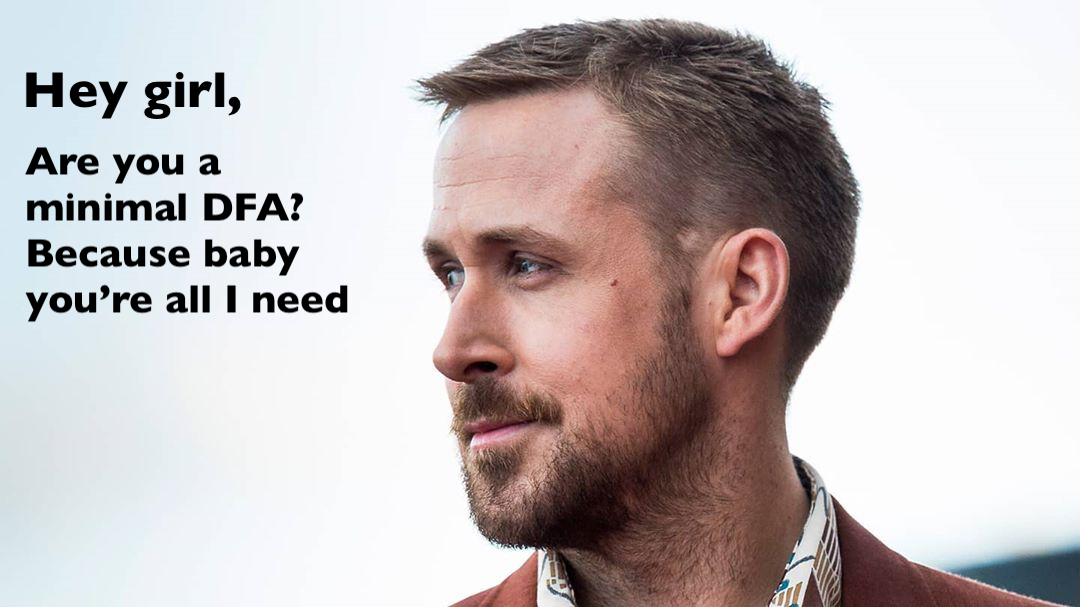 Hey girl,
Are you a
minimal DFA?
Because baby
you’re all I need